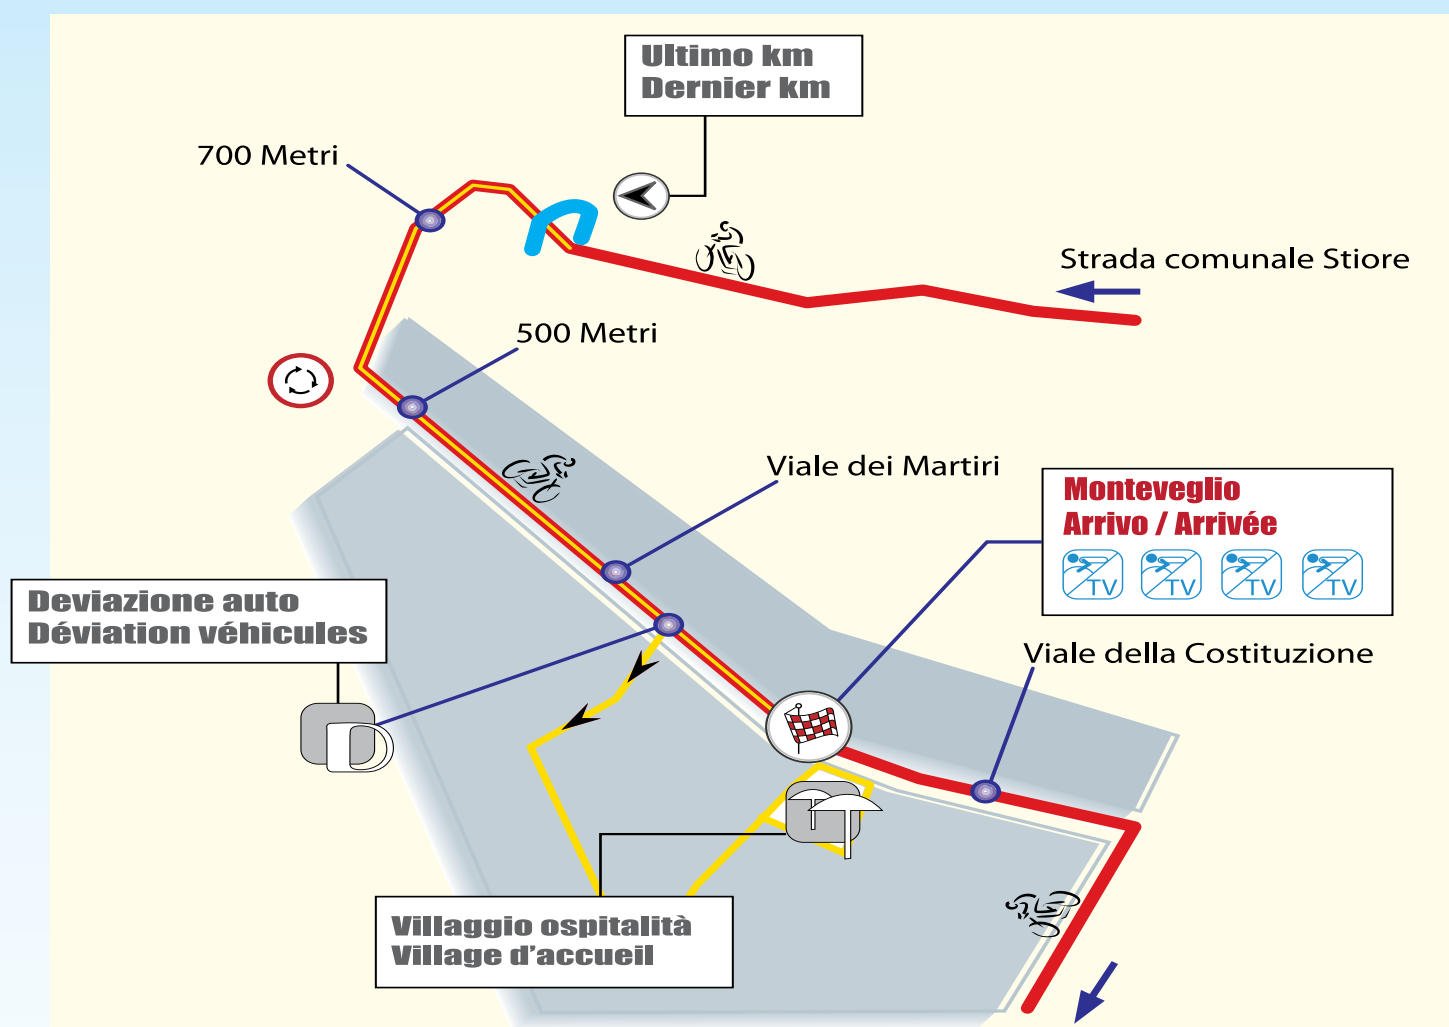 Ultimo km
Dernier km
700 Metri
Strada comunale Stiore
500 Metri
Viale dei Martiri
Monteveglio
Arrivo / Arrivée
TV TV TV TV
Deviazione auto
Déviation véhicules
Viale della Costituzione
Villaggio ospitalità
Village d'accueil